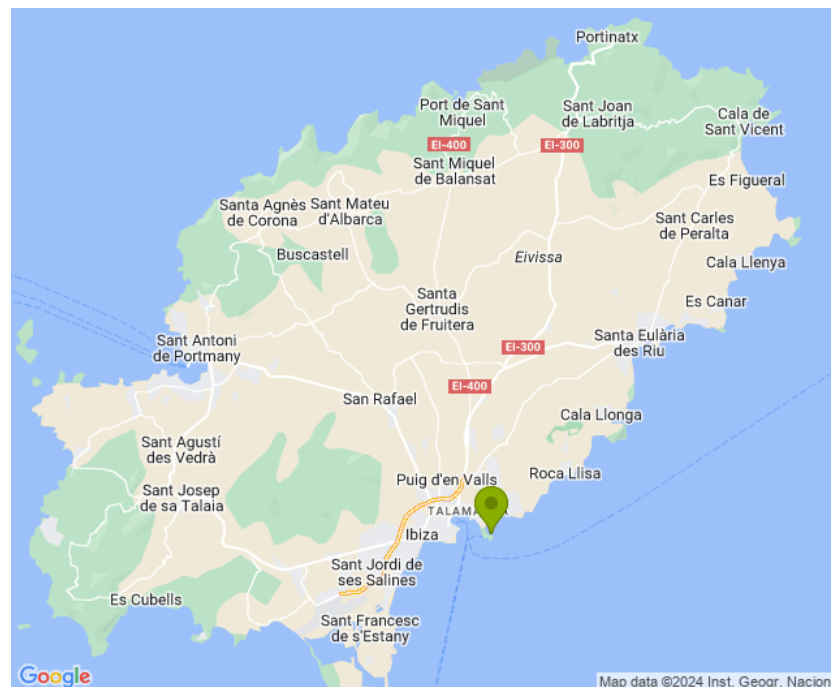 Portinatx
Port de Sant
Miquel
Sant Joan
de Labritja
Cala de
Sant Vicent
EI-400
EI-300
Sant Miquel
de Balansat
Es Figueral
Santa Agnès
de Corona
Sant Mateu
d'Albarca
Sant Carles
de Peralta
Buscastell
Eivissa
Cala Llenya
Santa
Gertrudis
de Fruitera
Es Canar
Sant Antoni
de Portmany
Santa Eulària
des Riu
EI-300
EI-400
San Rafael
Cala Llonga
Sant Agustí
des Vedrà
Roca Llisa
Puig d'en Valls
Sant Josep
de sa Talaia
TALAMA
Ibiza
Sant Jordi de
ses Salines
Es Cubells
Sant Francesc
de s'Estany
Google
Map data ©2024 Inst. Geogr. Nacion